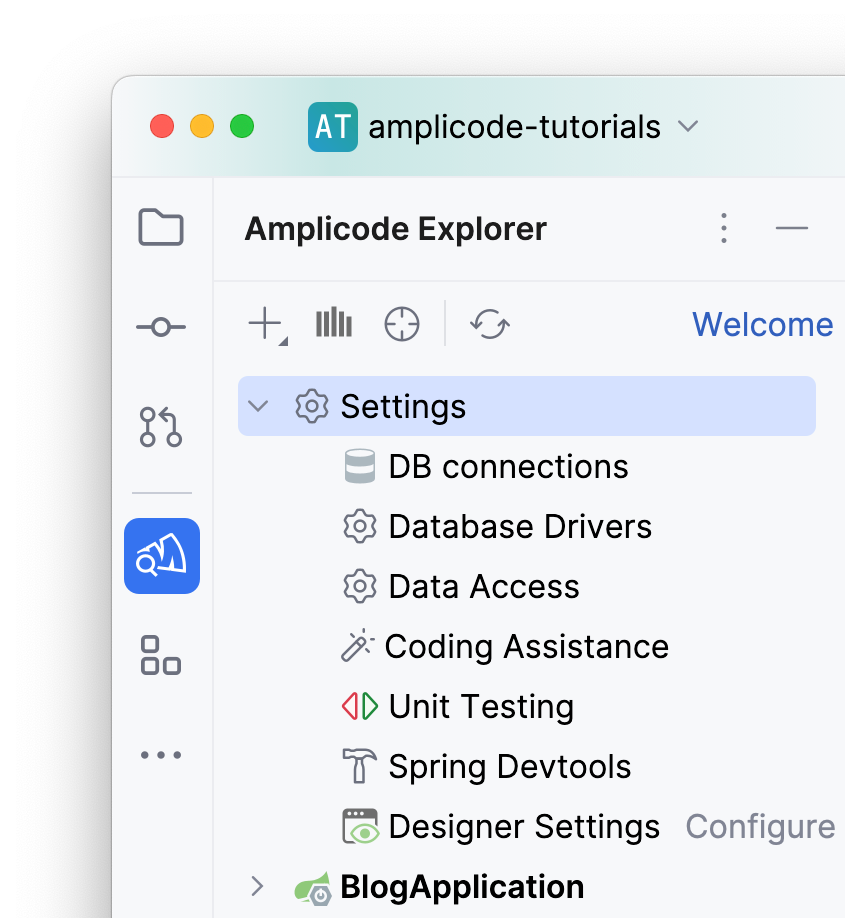 AT amplicode-tutorials
Amplicode Explorer
Welcome
Settings
DB connections
Database Drivers
Data Access
Coding Assistance
Unit Testing
Spring Devtools
Designer Settings Configure
BlogApplication